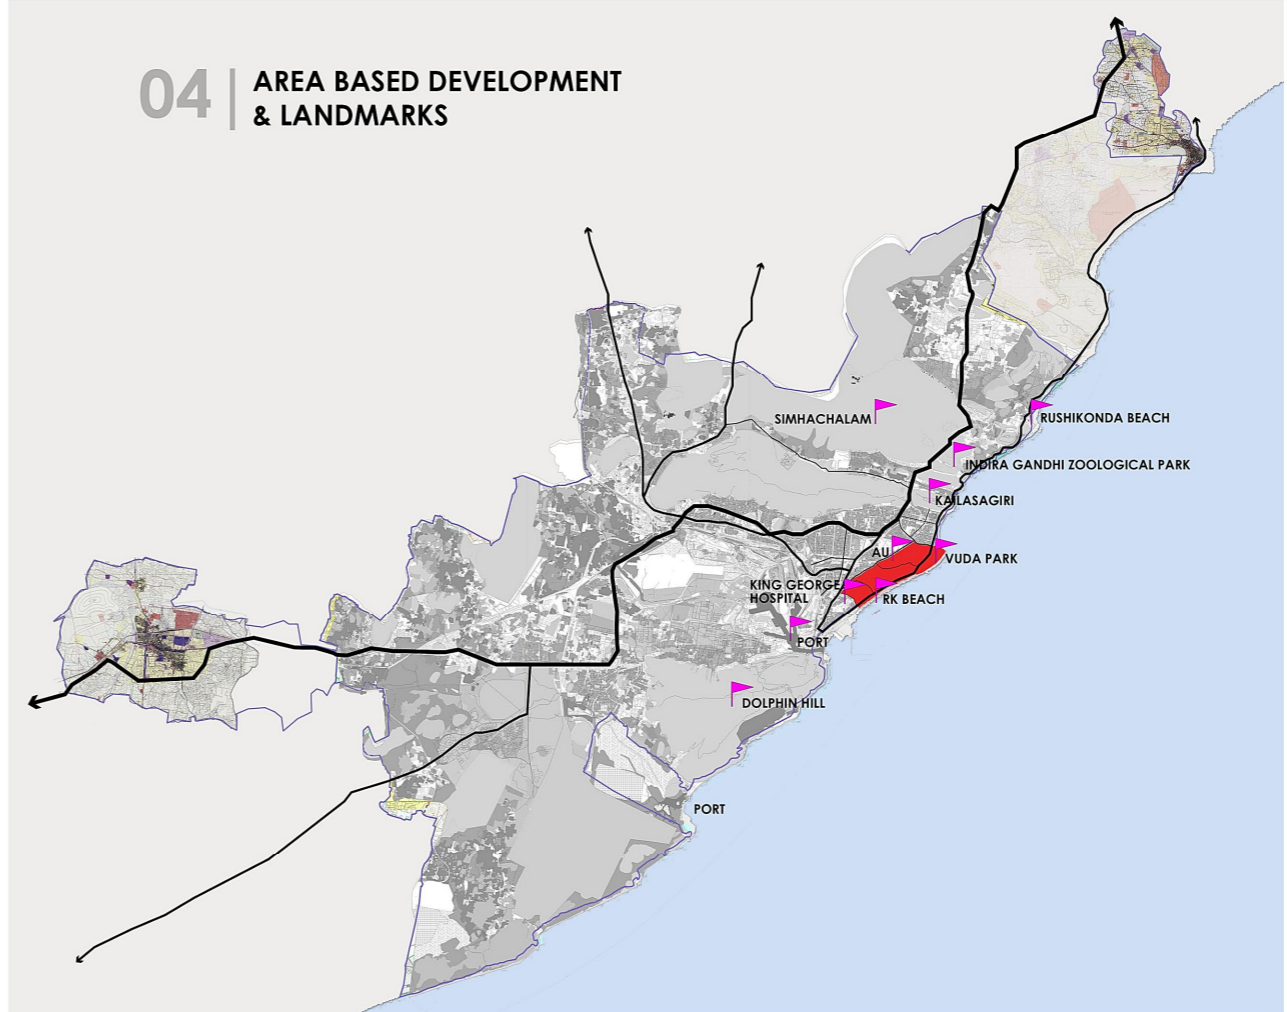 04
AREA BASED DEVELOPMENT
& LANDMARKS
SIMHACHALAM
RUSHIKONDA BEACH
INDIRA GANDHI ZOOLOGICAL PARK
KAILASAGIRI
AU
VUDA PARK
KING GEORGE
HOSPITAL
RK BEACH
PORT
DOLPHIN HILL
PORT